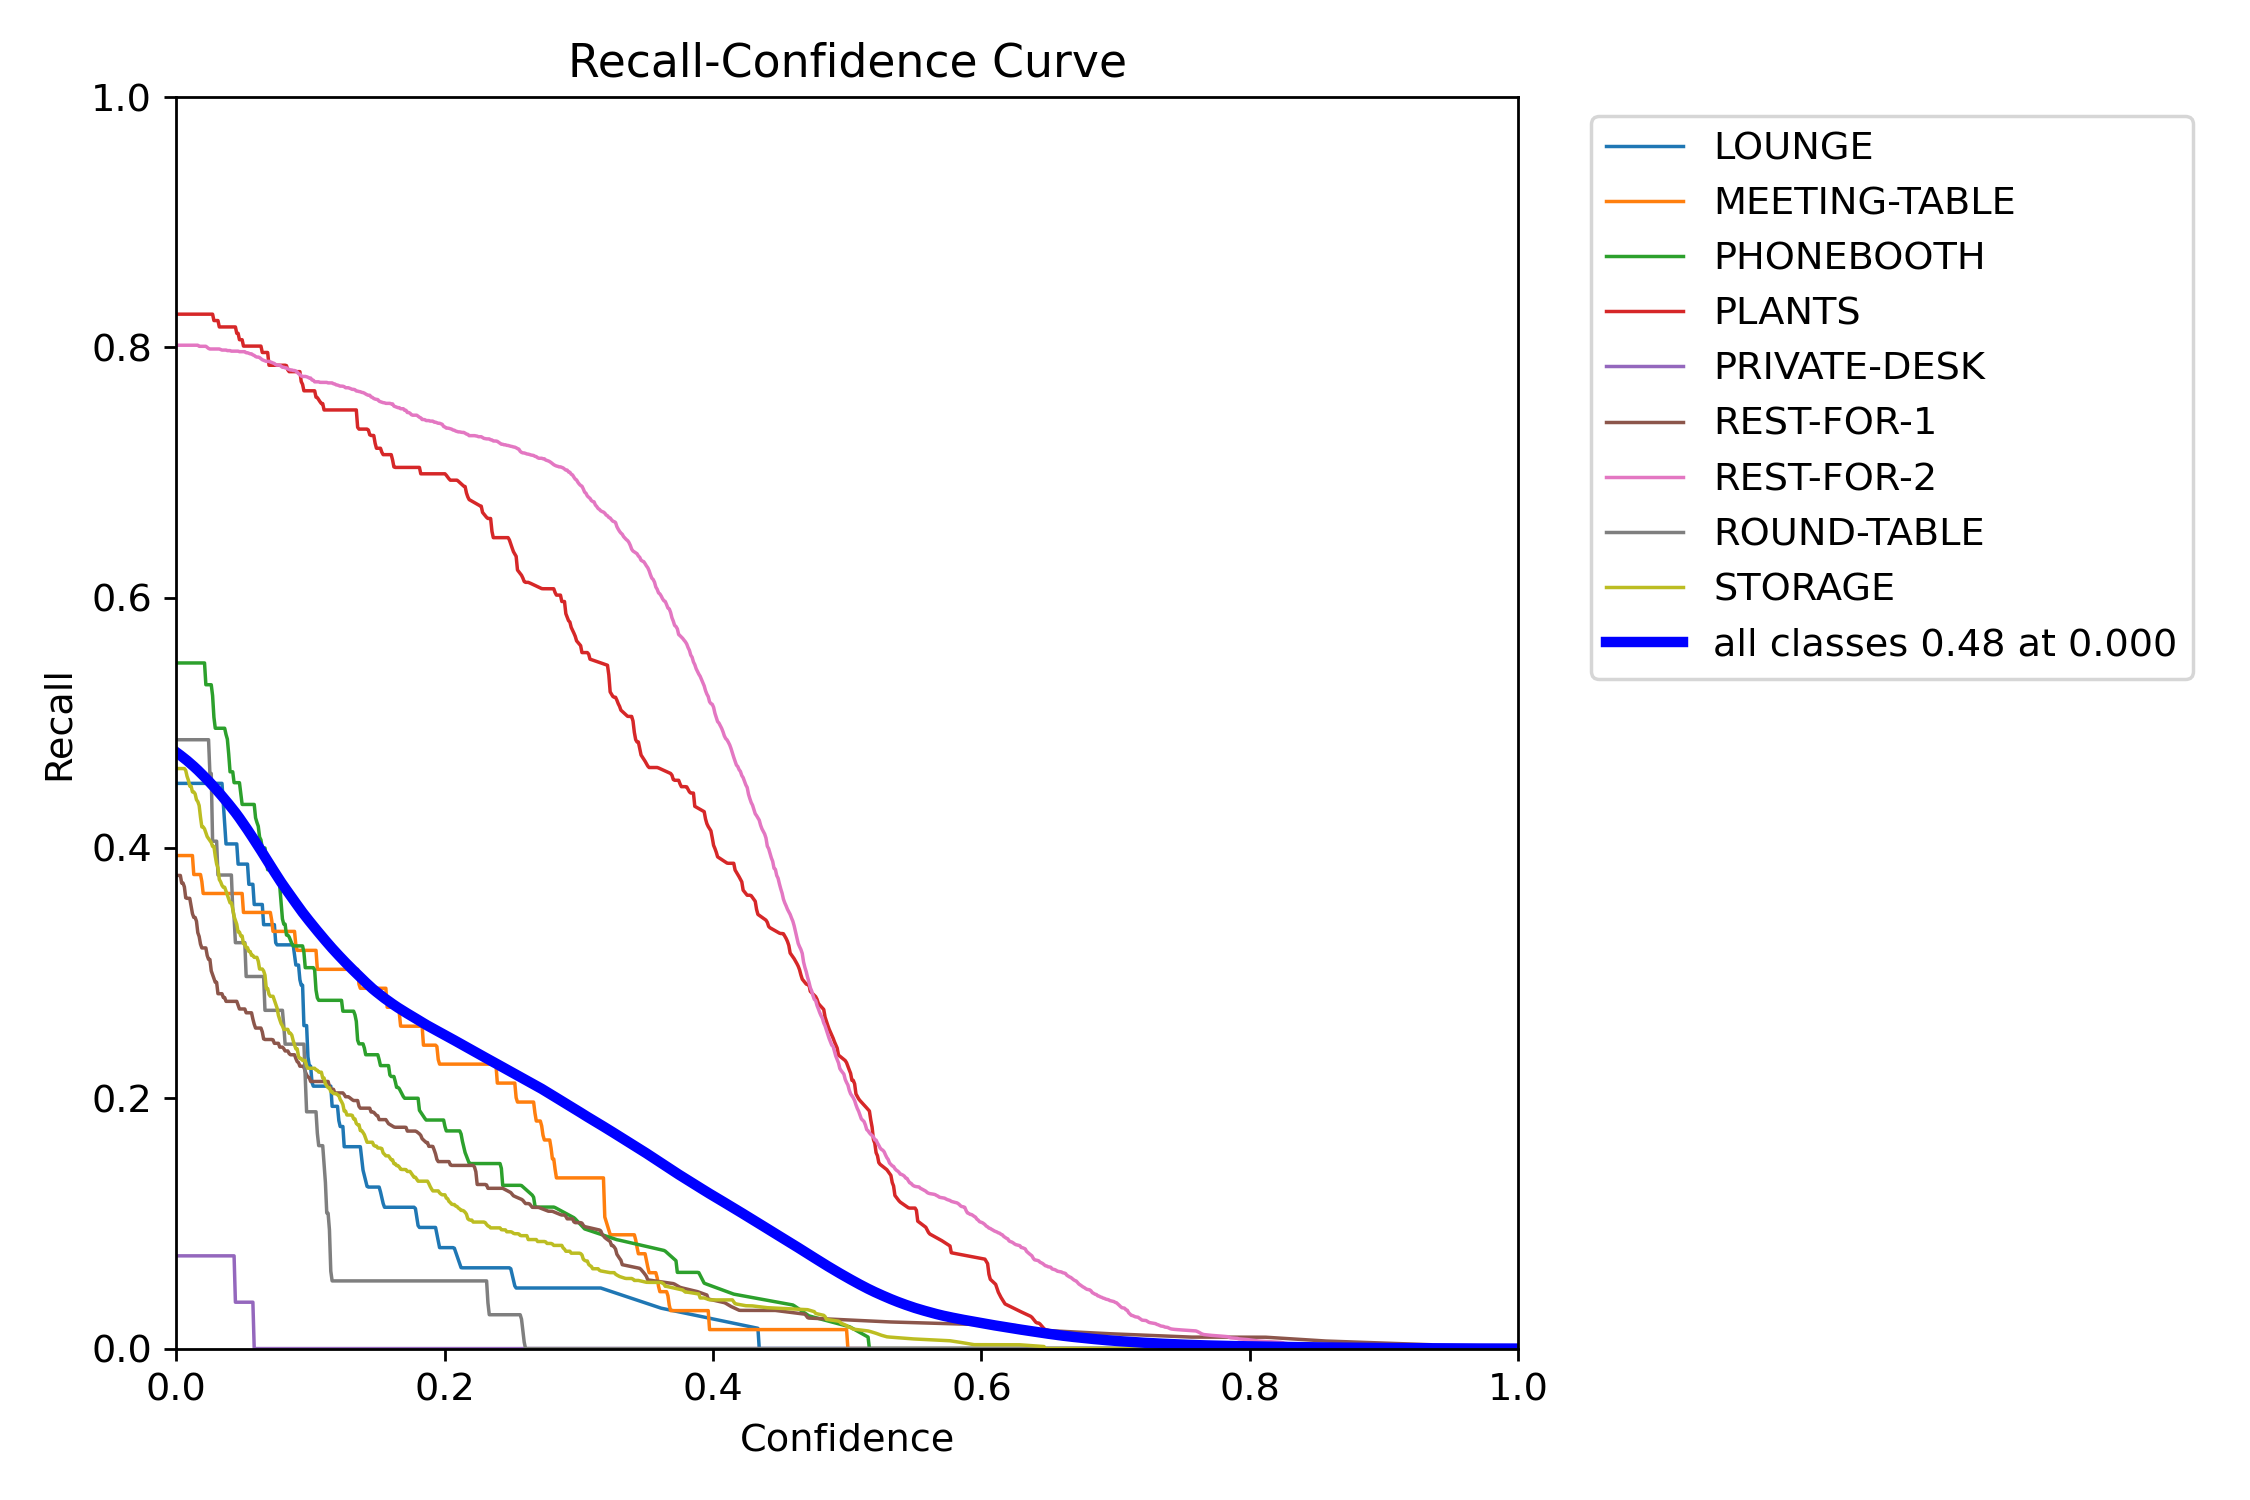 Recall-Confidence Curve
1.0
0.8
0.6
0.4
0.2
0.0
Recall
0.0 0.2 0.4 0.6 0.8 1.0
Confidence
LOUNGE
MEETING-TABLE
PHONEBOOTH
PLANTS
PRIVATE-DESK
REST-FOR-1
REST-FOR-2
ROUND-TABLE
STORAGE
all classes 0.48 at 0.000